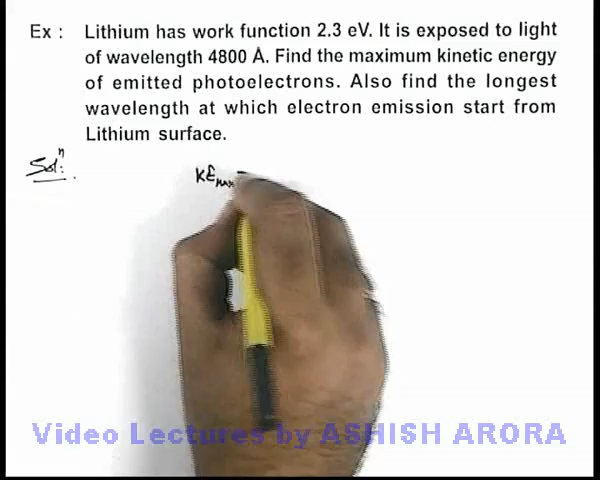 Ex : Lithium has work function 2.3 eV. It is exposed to light
of wavelength 4800 Å. Find the maximum kinetic energy
of emitted photoelectrons. Also find the longest
wavelength at which electron emission start from
Lithium surface.
Solⁿ:
KEmax
Video Lectures by ASHISH ARORA